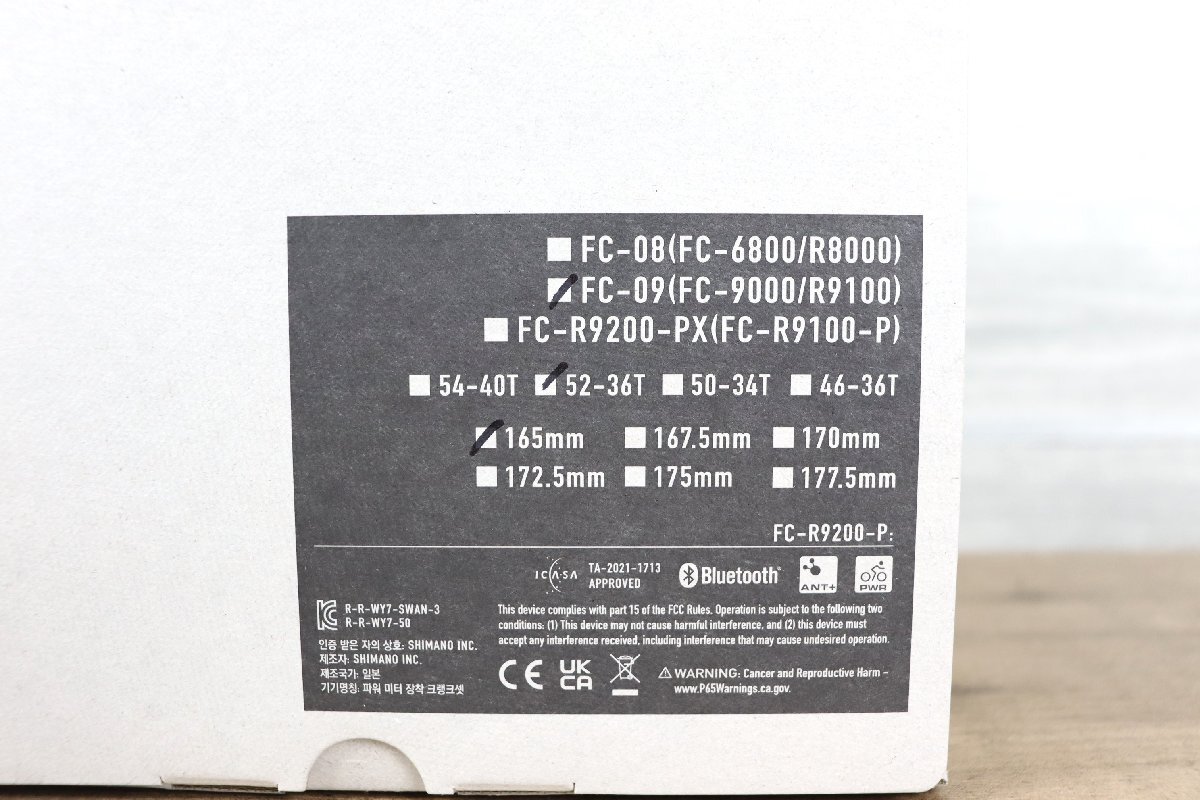 FC-08(FC-6800/R8000)
FC-09(FC-9000/R9100)
FC-R9200-PX(FC-R9100-P)
54-40T 52-36T 50-34T 46-36T
165mm 167.5mm 170mm
172.5mm 175mm 177.5mm
FC-R9200-P:
ICASA TA-2021-1713 APPROVED Bluetooth® ANT+ PWR
R-R-WY7-SWAN-3
R-R-WY7-50
인증 받은 자의 상호: SHIMANO INC.
제조자: SHIMANO INC.
제조국가: 일본
기기명칭: 파워 미터 장착 크랭크셋
This device complies with part 15 of the FCC Rules. Operation is subject to the following two
conditions: (1) This device may not cause harmful interference, and (2) this device must
accept any interference received, including interference that may cause undesired operation.
CE UK CA
WARNING: Cancer and Reproductive Harm –
www.P65Warnings.ca.gov.